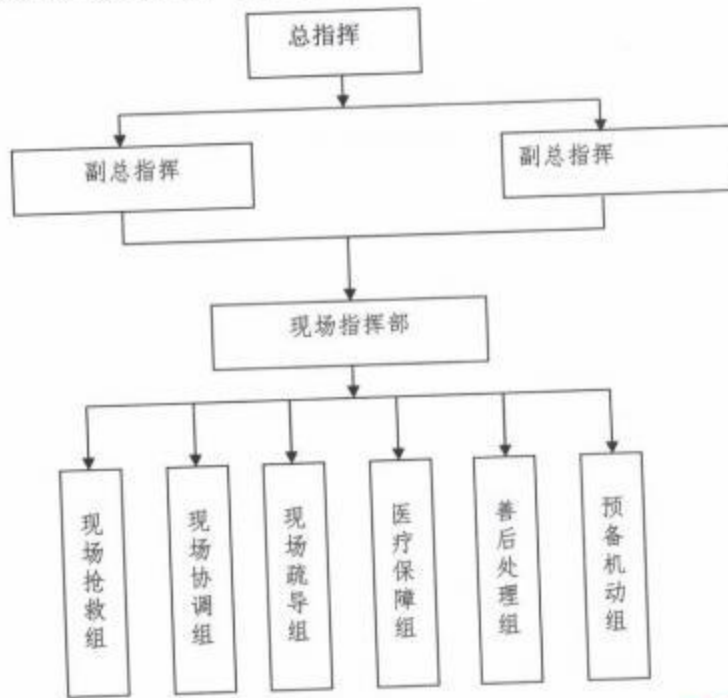 总指挥
副总指挥
副总指挥
现场指挥部
现场抢救组
现场协调组
现场疏导组
医疗保障组
善后处理组
预备机动组